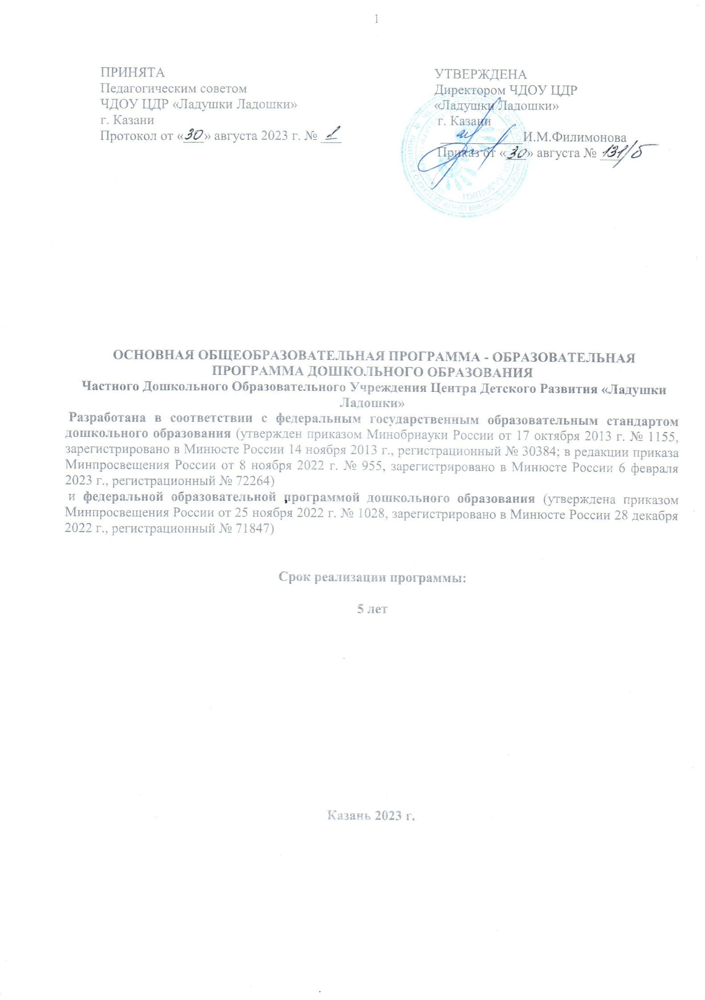 1
ПРИНЯТА
Педагогическим советом
ЧДОУ ЦДР «Ладушки Ладошки»
г. Казани
Протокол от «30» августа 2023 г. № 1
УТВЕРЖДЕНА
Директором ЧДОУ ЦДР
«Ладушки Ладошки»
г. Казани
И.М.Филимонова
Приказ от «30» августа № 131/б
ОСНОВНАЯ ОБЩЕОБРАЗОВАТЕЛЬНАЯ ПРОГРАММА - ОБРАЗОВАТЕЛЬНАЯ
ПРОГРАММА ДОШКОЛЬНОГО ОБРАЗОВАНИЯ
Частного Дошкольного Образовательного Учреждения Центра Детского Развития «Ладушки
Ладошки»
Разработана в соответствии с федеральным государственным образовательным стандартом
дошкольного образования (утвержден приказом Минобрнауки России от 17 октября 2013 г. № 1155,
зарегистрировано в Минюсте России 14 ноября 2013 г., регистрационный № 30384; в редакции приказа
Минпросвещения России от 8 ноября 2022 г. № 955, зарегистрировано в Минюсте России 6 февраля
2023 г., регистрационный № 72264)
и федеральной образовательной программой дошкольного образования (утверждена приказом
Минпросвещения России от 25 ноября 2022 г. № 1028, зарегистрировано в Минюсте России 28 декабря
2022 г., регистрационный № 71847)
Срок реализации программы:
5 лет
Казань 2023 г.